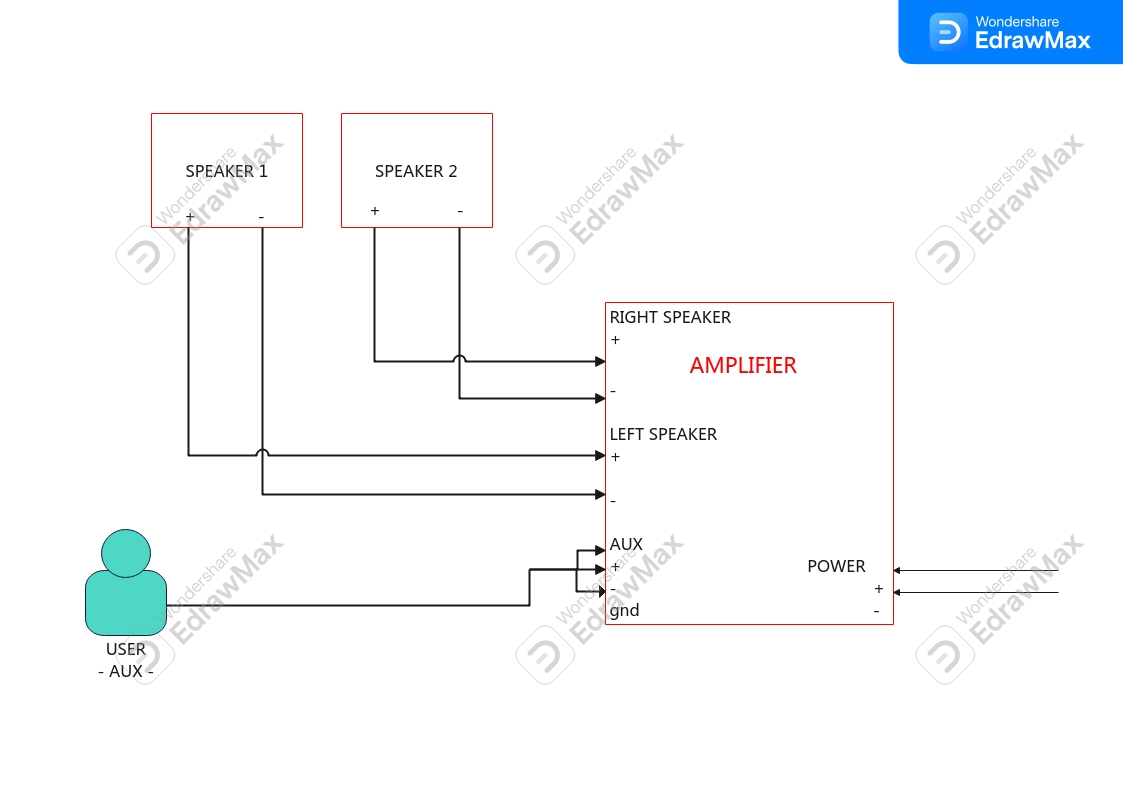 Wondershare
EdrawMax
SPEAKER 1
+ -
SPEAKER 2
+ -
RIGHT SPEAKER
+
AMPLIFIER
-
LEFT SPEAKER
+
-
AUX
+
-
gnd
POWER
+
-
USER
- AUX -
Wondershare
EdrawMax
Wondershare
EdrawMax
Wondershare
EdrawMax
Wondershare
EdrawMax
Wondershare
EdrawMax
Wondershare
EdrawMax